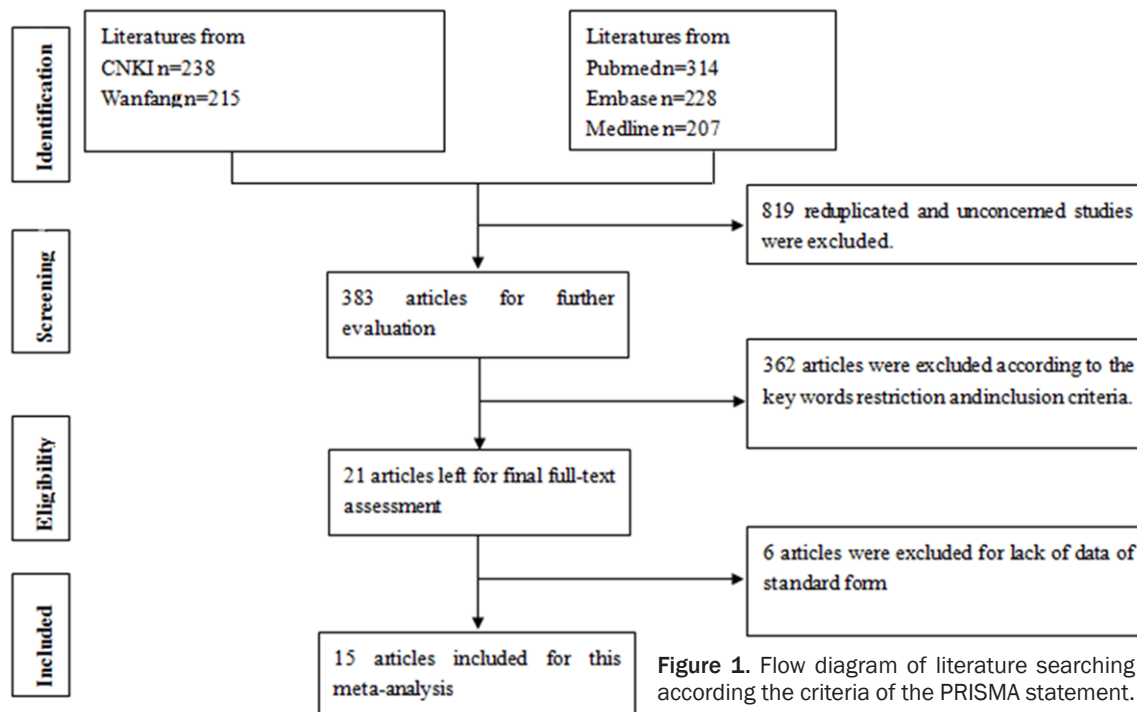 Identification
Literatures from
CNKI n=238
Wanfang n=215
Literatures from
Pubmed n=314
Embase n=228
Medline n=207
819 reduplicated and unconcerned studies
were excluded.
Screening
383 articles for further
evaluation
362 articles were excluded according to the
key words restriction andinclusion criteria.
Eligibility
21 articles left for final full-text
assessment
6 articles were excluded for lack of data of
standard form
Included
15 articles included for this
meta-analysis
Figure 1. Flow diagram of literature searching
according the criteria of the PRISMA statement.